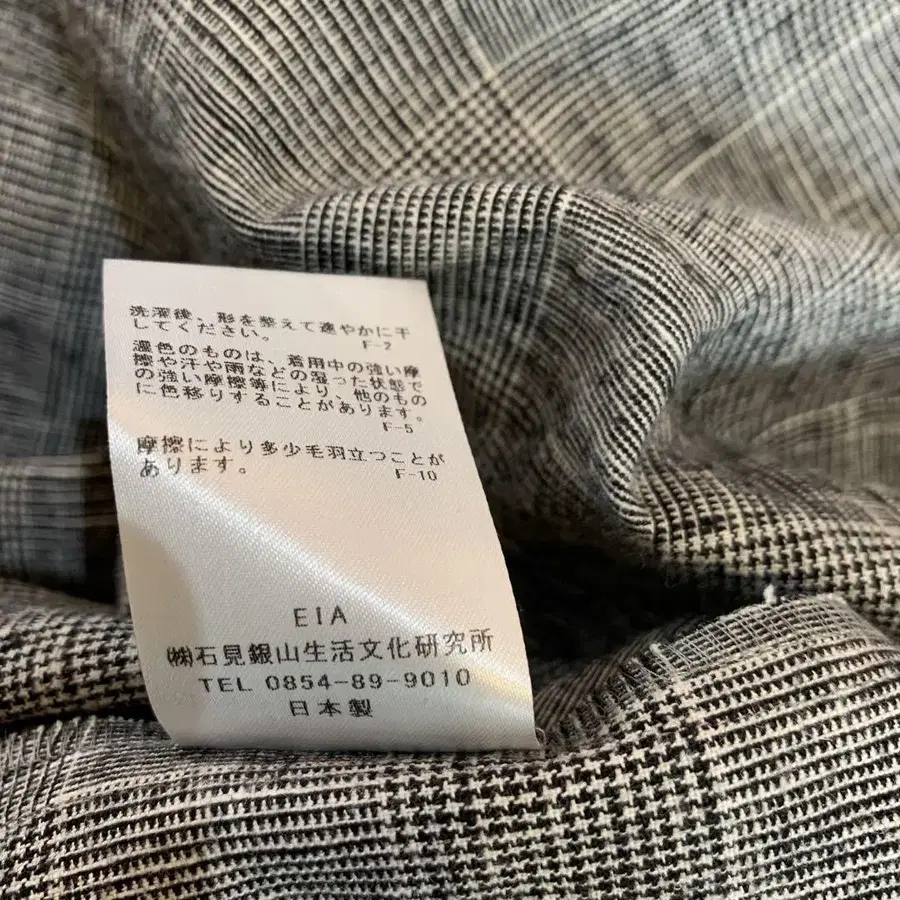 洗濯後、形を整えて速やかに干
してください。 F-2
濃色のものは、着用中の強い摩
擦や汗や雨などの湿った状態で
の強い摩擦等により、他のもの
に色移りすることがあります。
F-5
摩擦により多少毛羽立つことが
あります。 F-10
EIA
㈱石見銀山生活文化研究所
TEL 0854-89-9010
日本製